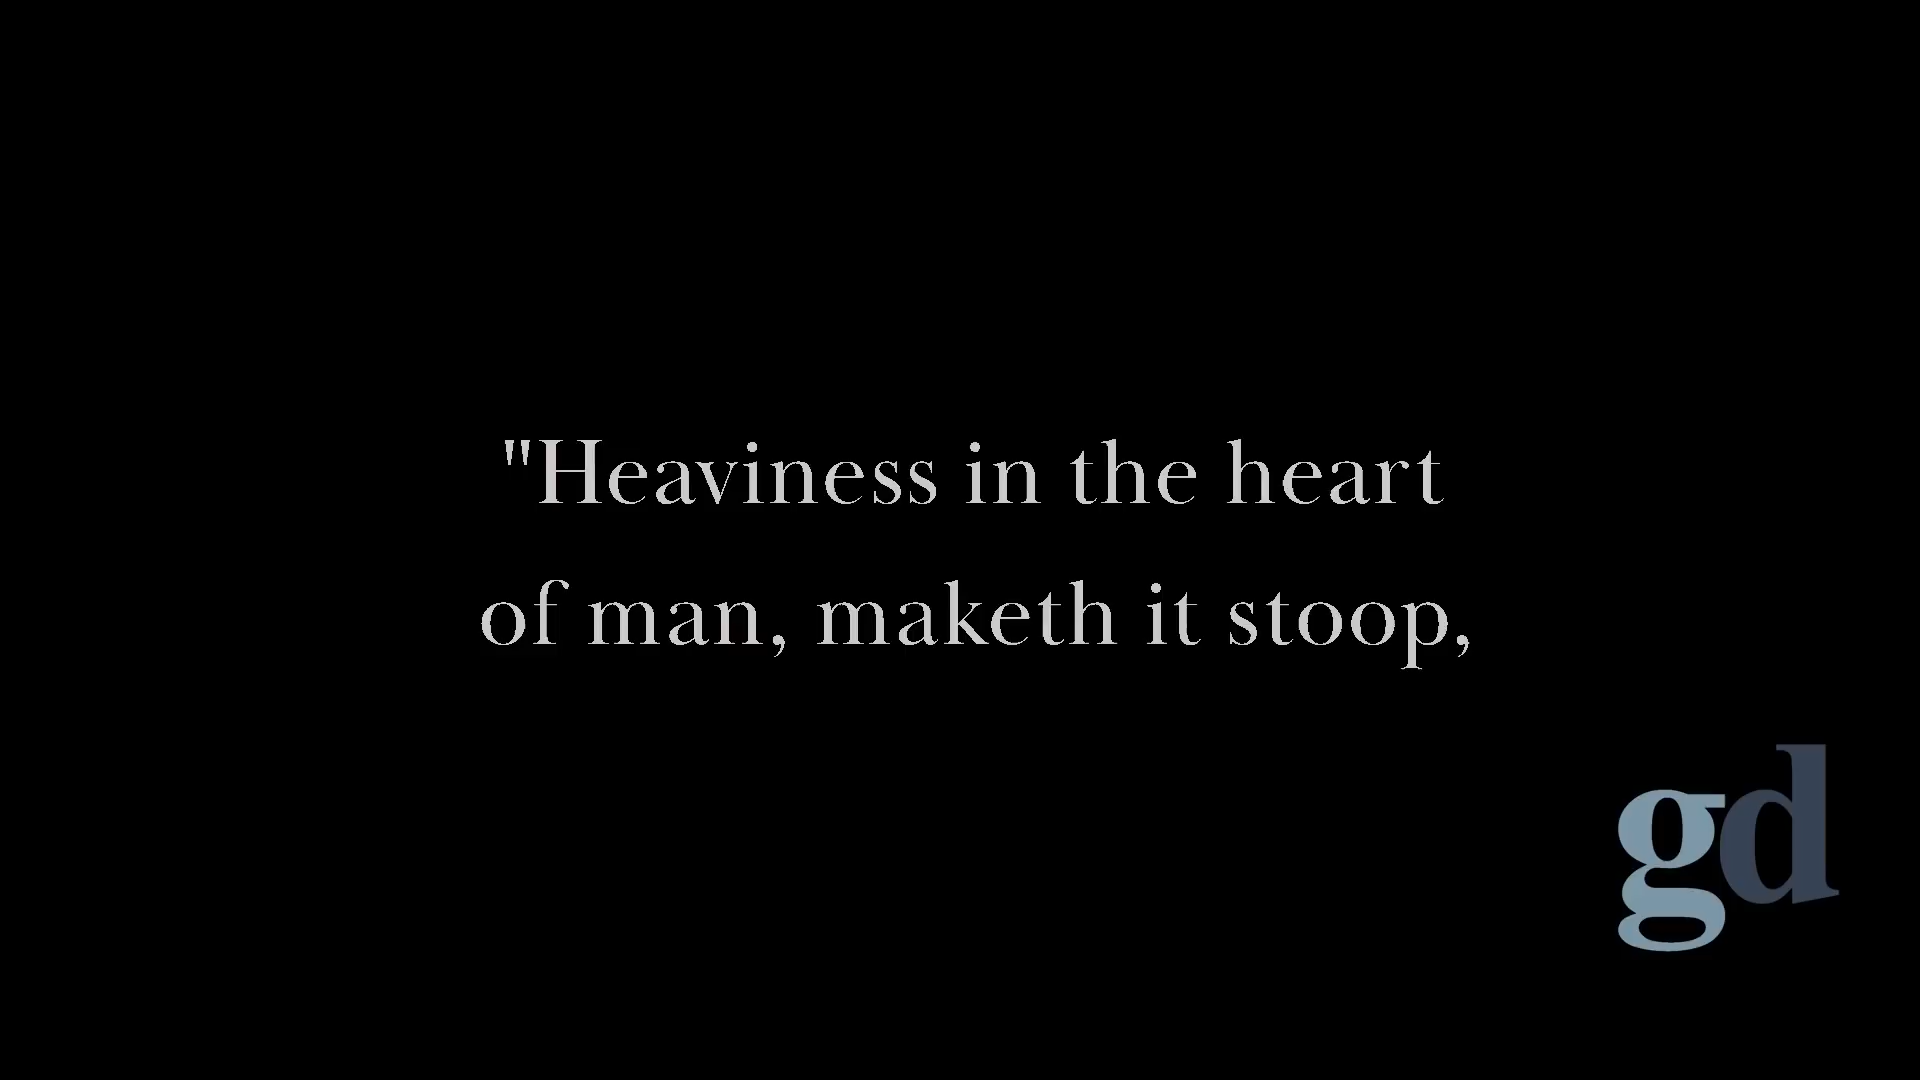 "Heaviness in the heart
of man, maketh it stoop,
gd